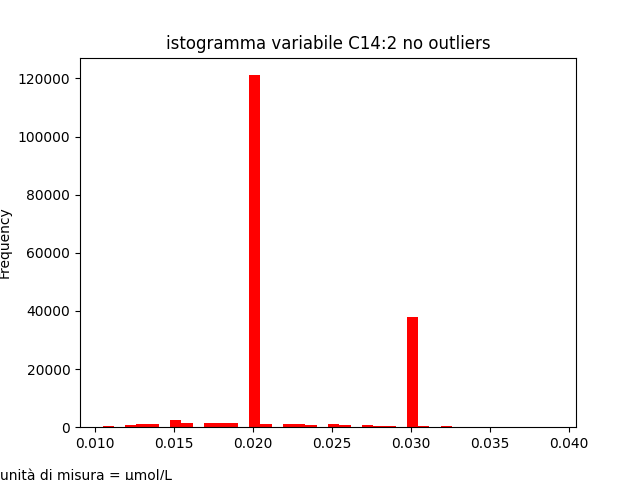 istogramma variabile C14:2 no outliers
120000
100000
80000
60000
40000
20000
0
Frequency
0.010 0.015 0.020 0.025 0.030 0.035 0.040
unità di misura = μmol/L